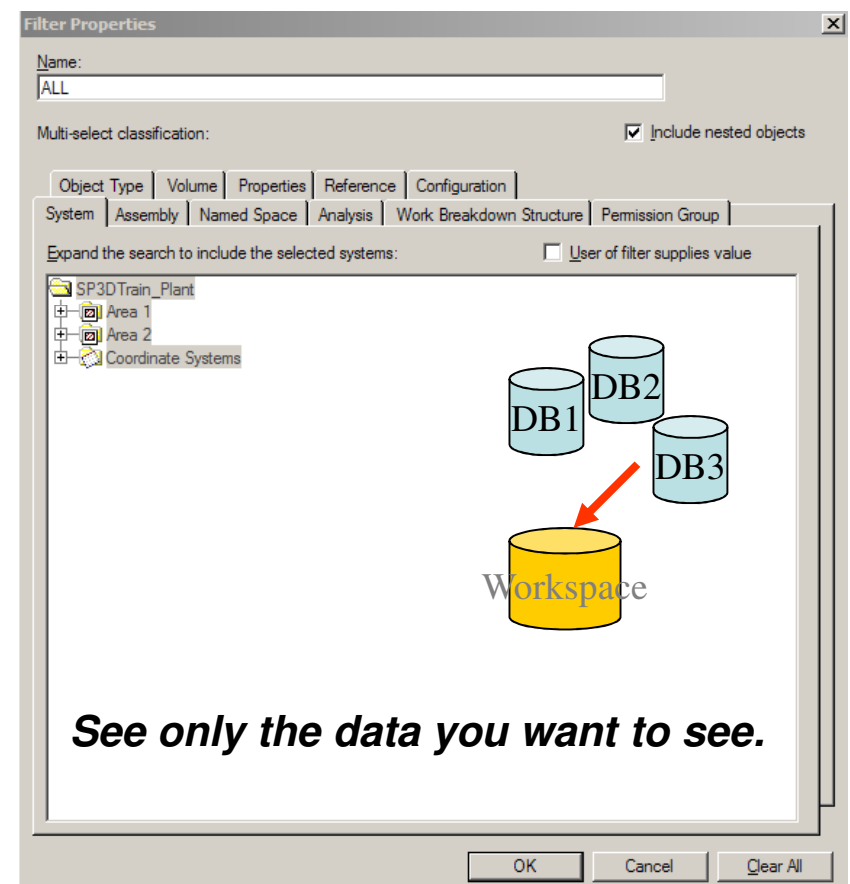 Filter Properties
Name:
ALL
Multi-select classification:
Include nested objects
Object Type Volume Properties Reference Configuration
System Assembly Named Space Analysis Work Breakdown Structure Permission Group
Expand the search to include the selected systems:
User of filter supplies value
SP3DTrain_Plant
Area 1
Area 2
Coordinate Systems
DB2
DB1
DB3
Workspace
See only the data you want to see.
OK Cancel Clear All